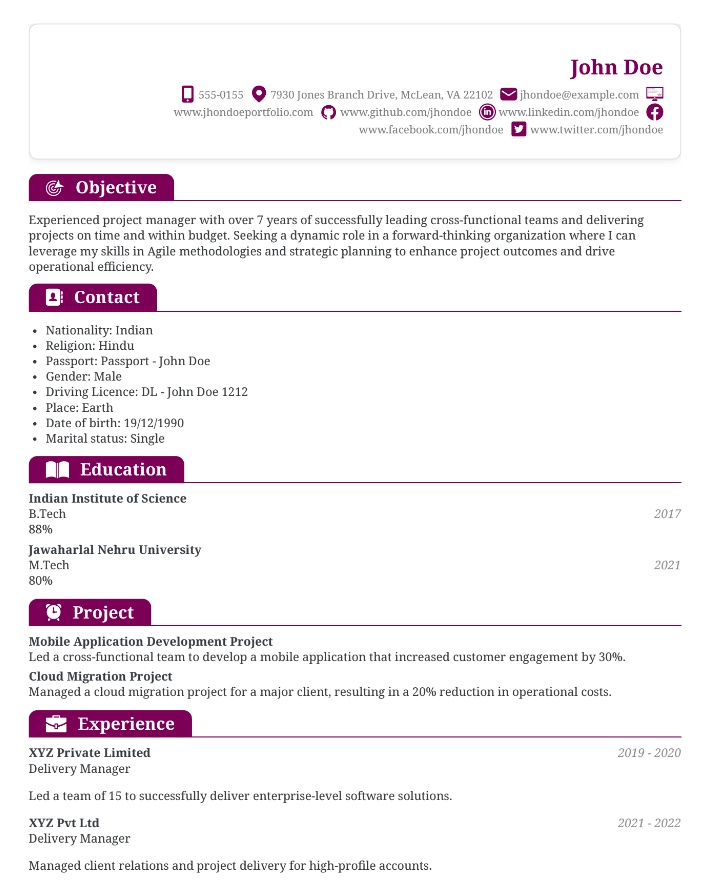 John Doe
555-0155 7930 Jones Branch Drive, McLean, VA 22102 jhondoe@example.com
www.jhondoeportfolio.com www.github.com/jhondoe www.linkedin.com/jhondoe
www.facebook.com/jhondoe www.twitter.com/jhondoe
Objective
Experienced project manager with over 7 years of successfully leading cross-functional teams and delivering
projects on time and within budget. Seeking a dynamic role in a forward-thinking organization where I can
leverage my skills in Agile methodologies and strategic planning to enhance project outcomes and drive
operational efficiency.
Contact
• Nationality: Indian
• Religion: Hindu
• Passport: Passport - John Doe
• Gender: Male
• Driving Licence: DL - John Doe 1212
• Place: Earth
• Date of birth: 19/12/1990
• Marital status: Single
Education
Indian Institute of Science
B.Tech 2017
88%
Jawaharlal Nehru University
M.Tech 2021
80%
Project
Mobile Application Development Project
Led a cross-functional team to develop a mobile application that increased customer engagement by 30%.
Cloud Migration Project
Managed a cloud migration project for a major client, resulting in a 20% reduction in operational costs.
Experience
XYZ Private Limited 2019 - 2020
Delivery Manager
Led a team of 15 to successfully deliver enterprise-level software solutions.
XYZ Pvt Ltd 2021 - 2022
Delivery Manager
Managed client relations and project delivery for high-profile accounts.